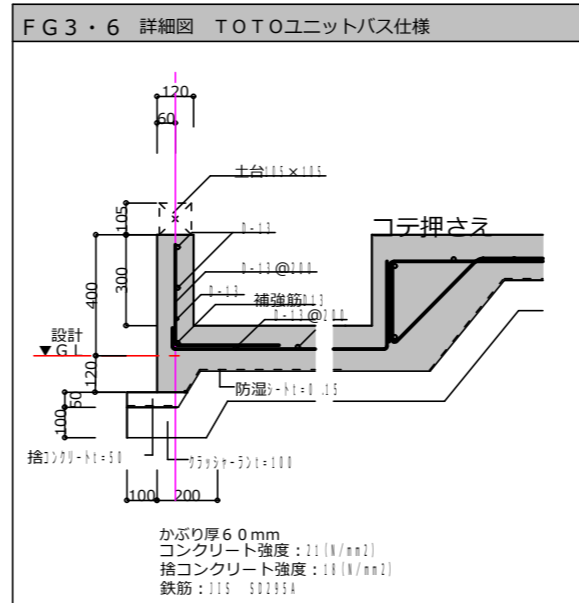 FG3・6 詳細図 TOTOユニットバス仕様
120
60
土台105×105
105
D-13
コテ押さえ
D-13@200
300
400
D-13
補強筋D13
D-13@200
設計
▼GL
120
防湿シートt=0.15
50
100
捨コンクリートt=50
クラッシャーランt=100
100
200
かぶり厚60mm
コンクリート強度:21(N/mm2)
捨コンクリート強度:18(N/mm2)
鉄筋:JIS SD295A